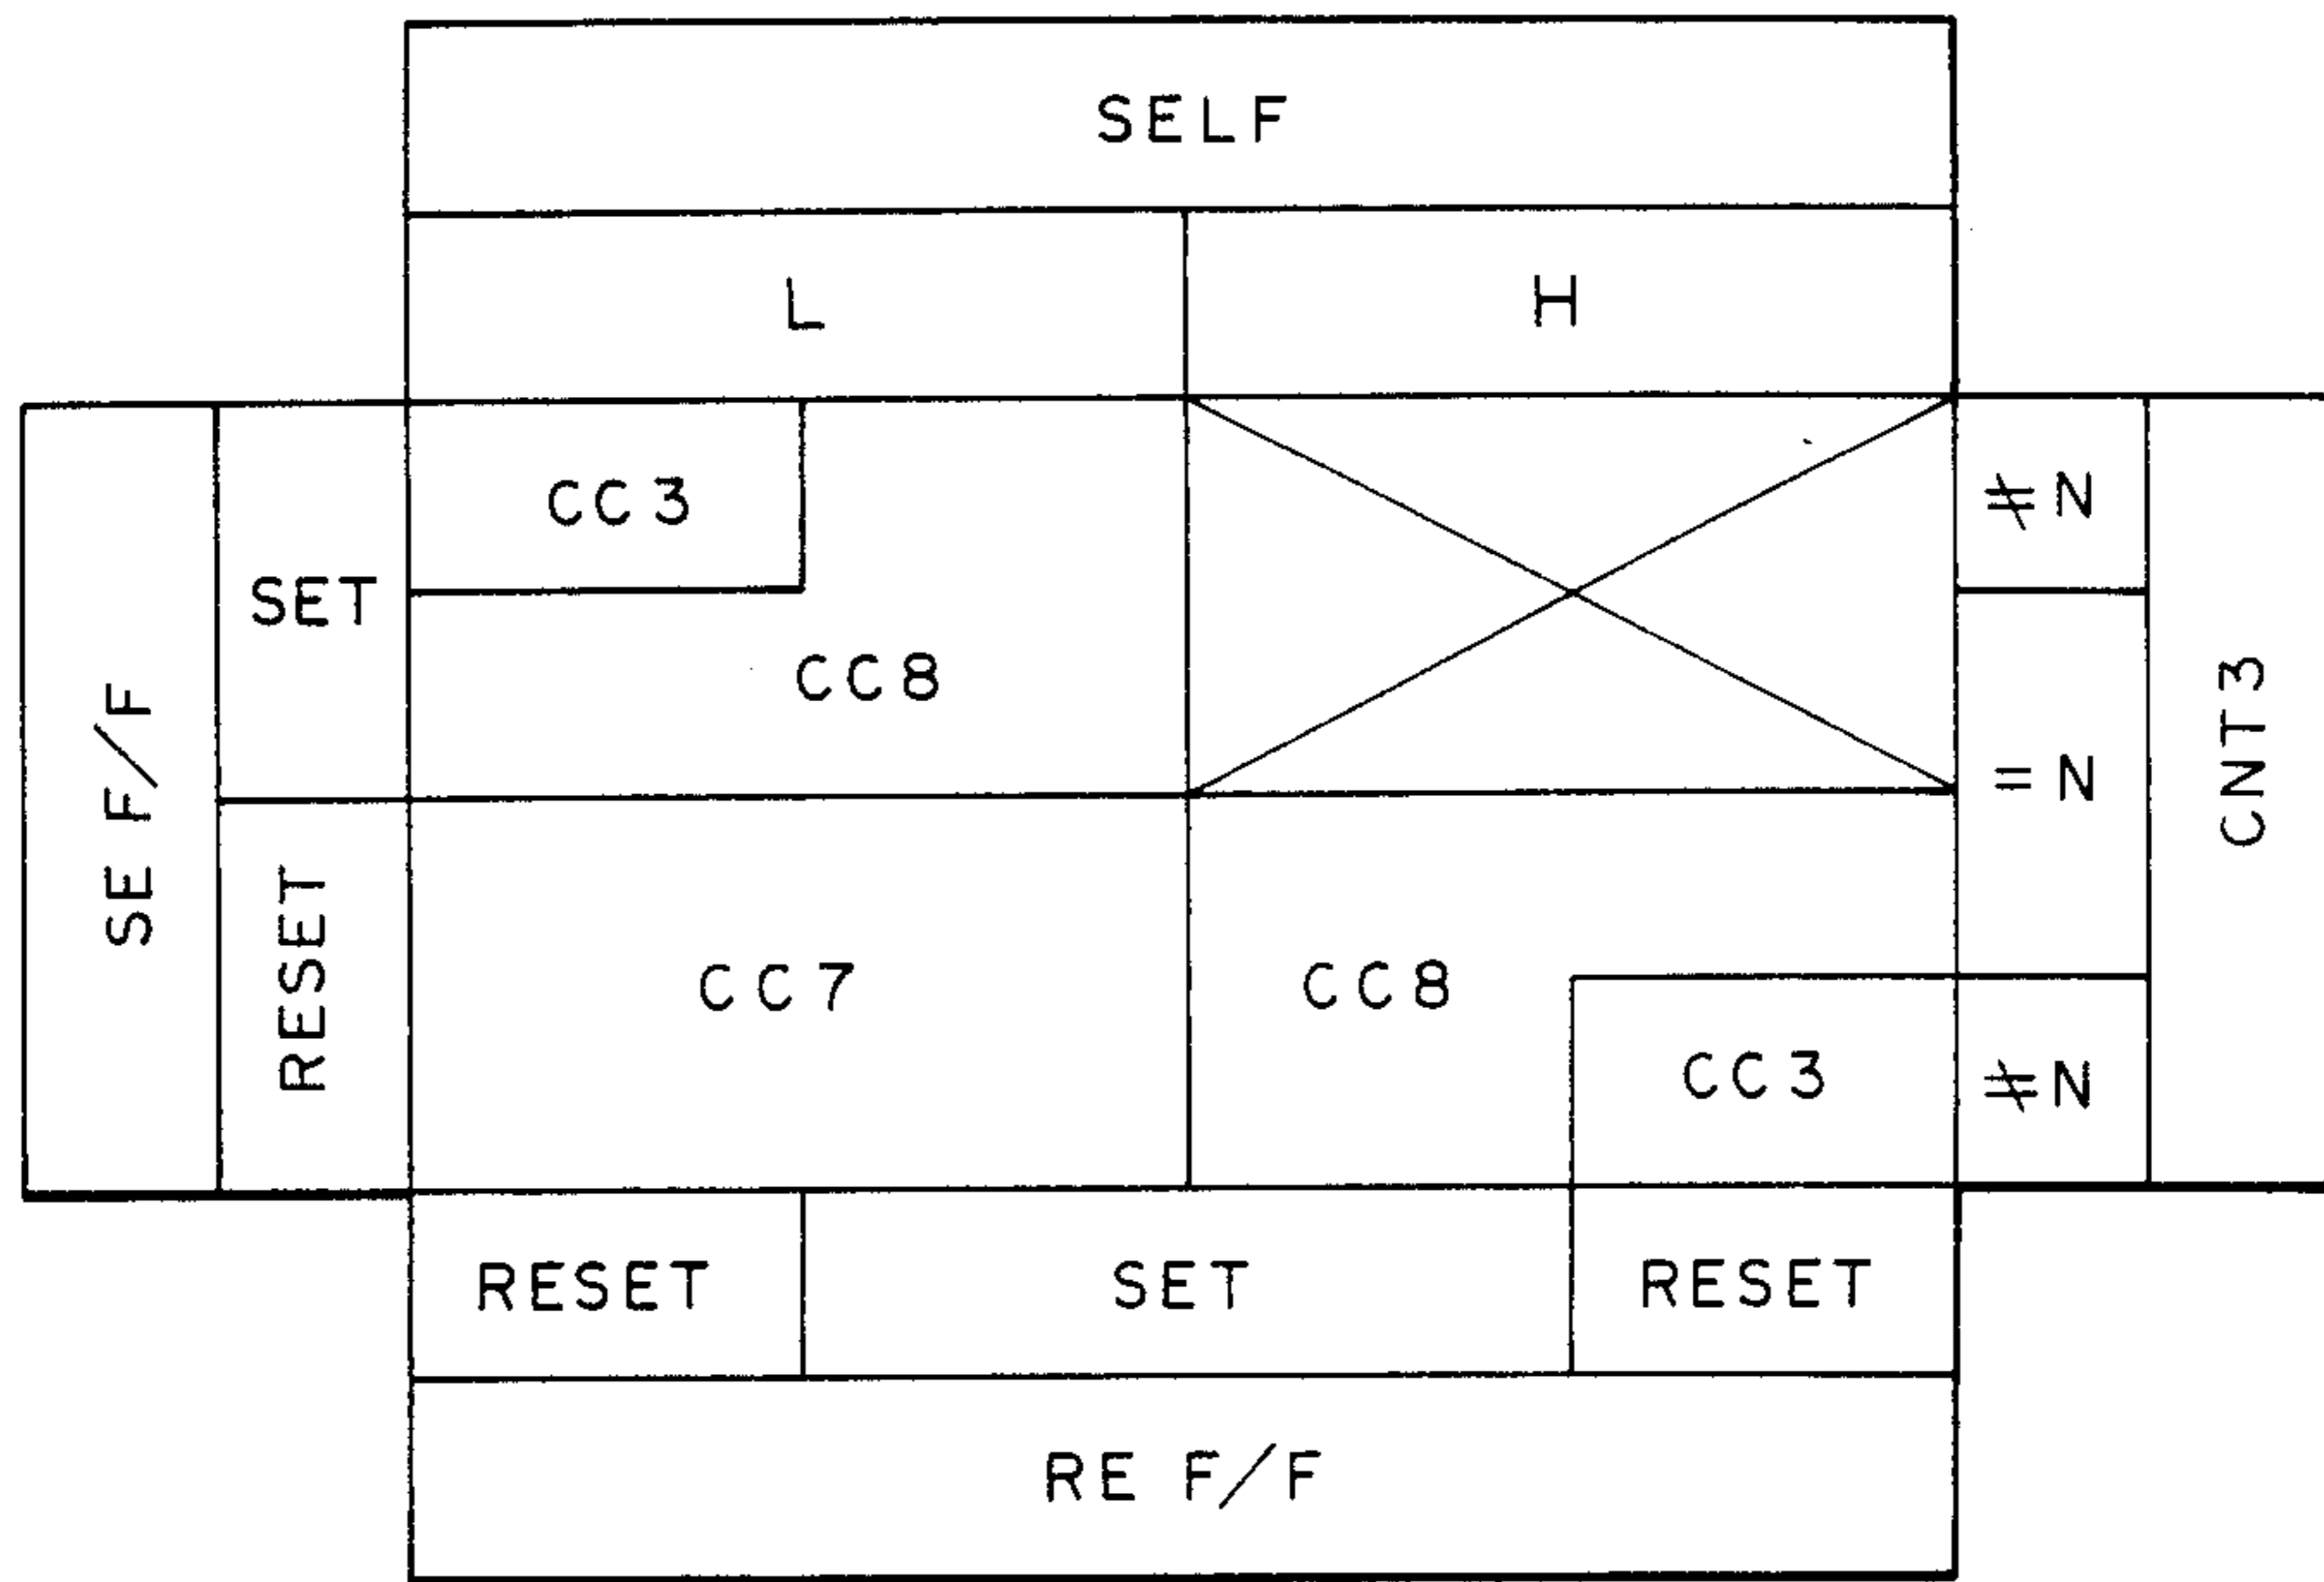 SELF
L H
CC3 ≠N
SET
CC8
SE F/F =N CNT3
RESET CC7 CC8
CC3 ≠N
RESET SET RESET
RE F/F